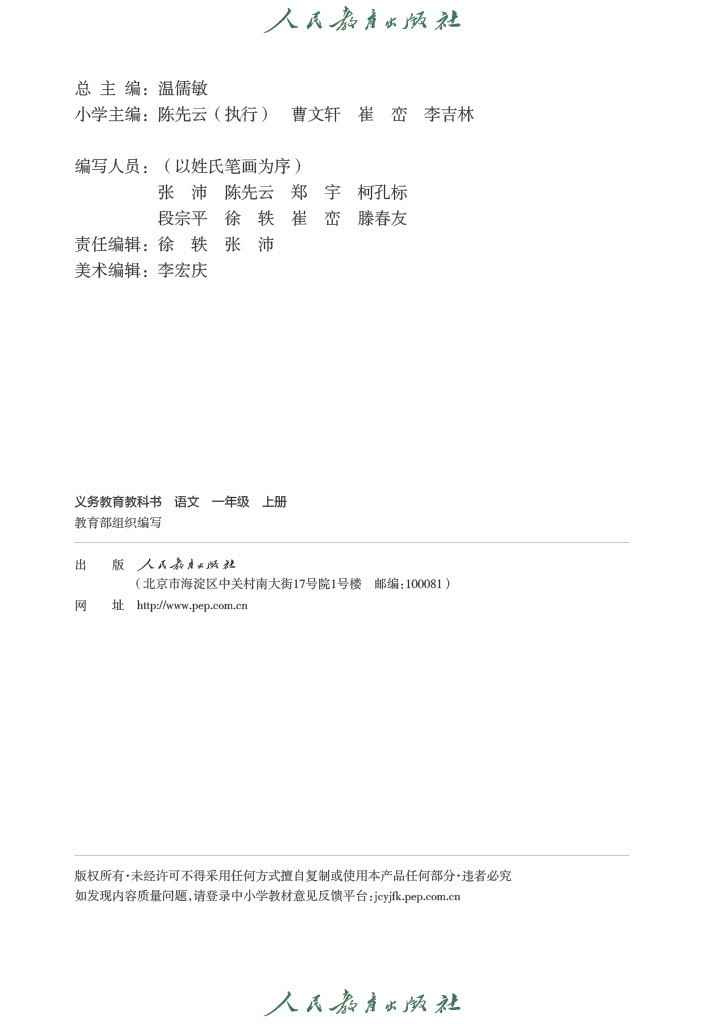 人民教育出版社
总 主 编：温儒敏
小学主编：陈先云（执行）　曹文轩　崔　峦　李吉林
编写人员：（以姓氏笔画为序）
张　沛　陈先云　郑　宇　柯孔标
段宗平　徐　轶　崔　峦　滕春友
责任编辑：徐　轶　张　沛
美术编辑：李宏庆
义务教育教科书　语文　一年级　上册
教育部组织编写
出　　版　人民教育出版社
（北京市海淀区中关村南大街17号院1号楼　邮编：100081）
网　　址　http://www.pep.com.cn
版权所有·未经许可不得采用任何方式擅自复制或使用本产品任何部分·违者必究
如发现内容质量问题，请登录中小学教材意见反馈平台：jcyjfk.pep.com.cn
人民教育出版社